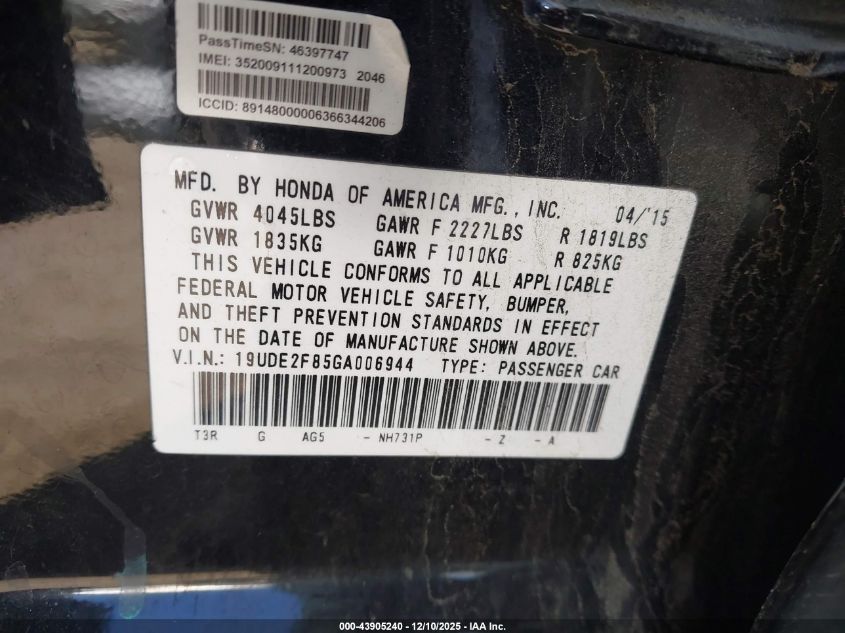 PassTimeSN: 46397747
IMEI: 352009111200973 2046
ICCID: 89148000006366344206
MFD. BY HONDA OF AMERICA MFG., INC. 04/'15
GVWR 4045LBS GAWR F 2227LBS R 1819LBS
GVWR 1835KG GAWR F 1010KG R 825KG
THIS VEHICLE CONFORMS TO ALL APPLICABLE
FEDERAL MOTOR VEHICLE SAFETY, BUMPER,
AND THEFT PREVENTION STANDARDS IN EFFECT
ON THE DATE OF MANUFACTURE SHOWN ABOVE.
V.I.N.: 19UDE2F85GA006944 TYPE: PASSENGER CAR
T3R G AG5 - NH731P - Z - A
000-43905240 - 12/10/2025 - IAA Inc.